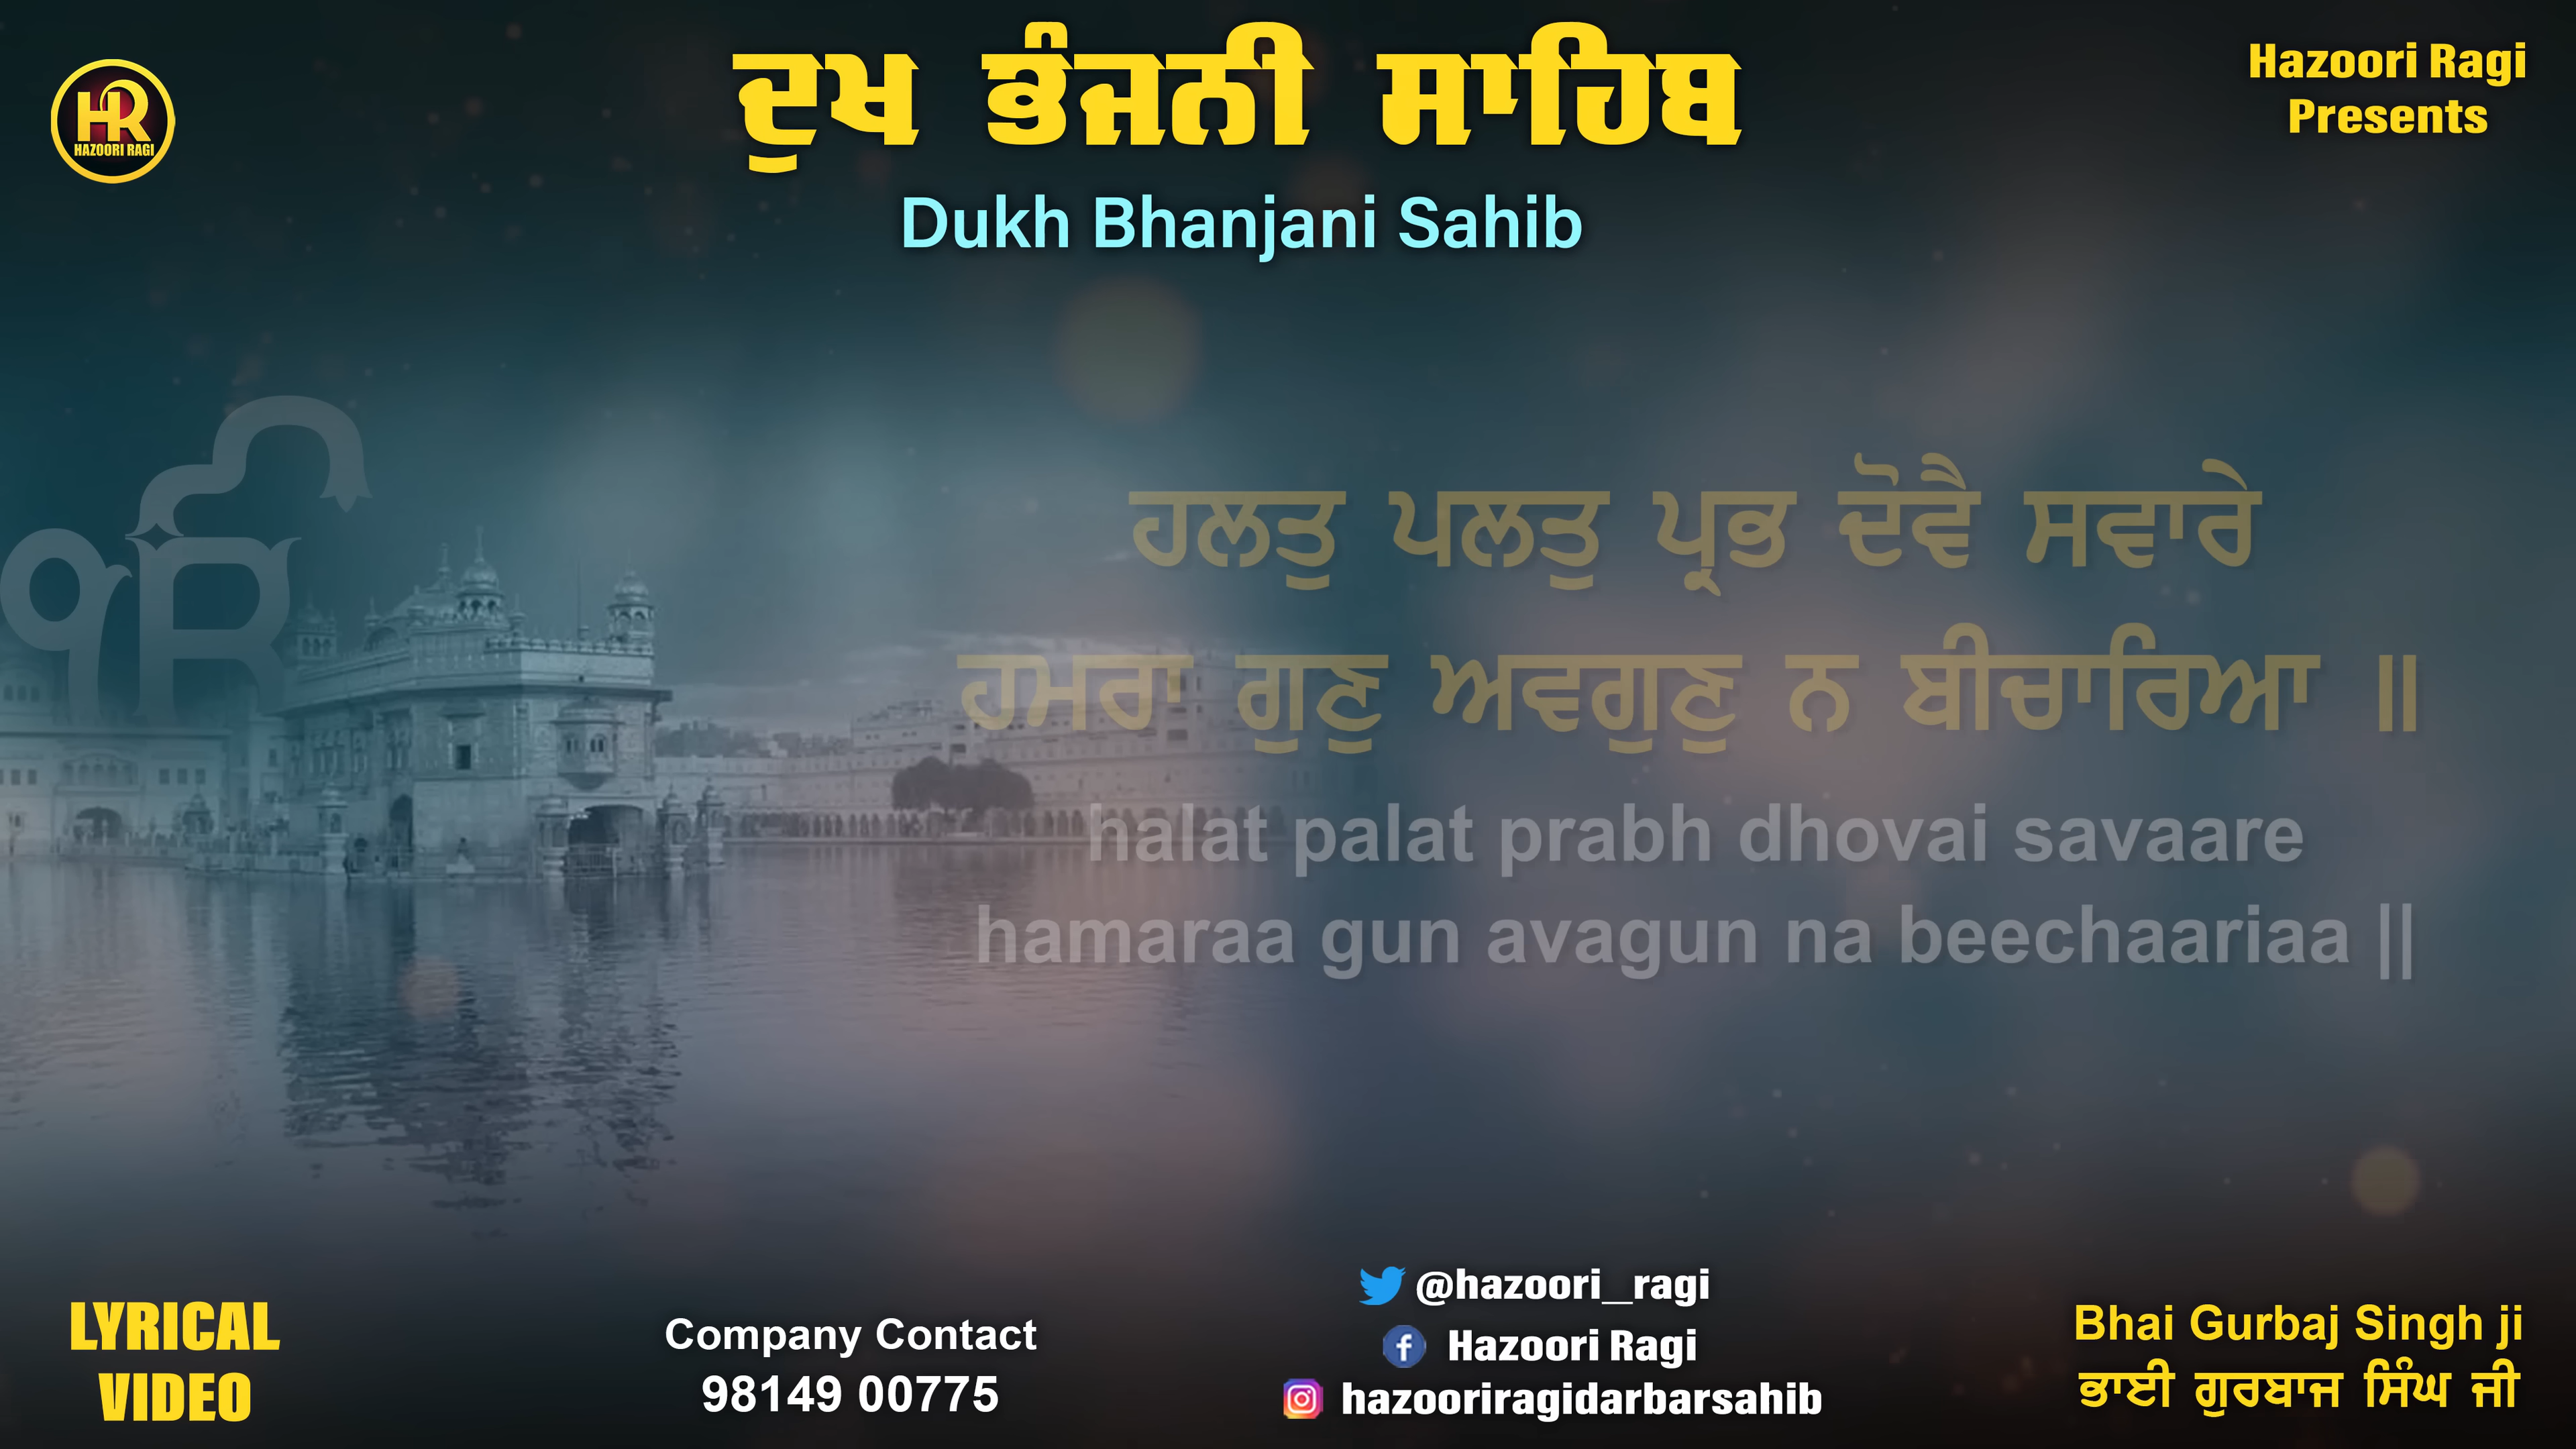 HR
HAZOORI RAGI
ਦੁਖ ਭੰਜਨੀ ਸਾਹਿਬ
Dukh Bhanjani Sahib
Hazoori Ragi
Presents
ੴ
ਹਲਤੁ ਪਲਤੁ ਪ੍ਰਭ ਦੋਵੈ ਸਵਾਰੇ
ਹਮਰਾ ਗੁਣੁ ਅਵਗੁਣੁ ਨ ਬੀਚਾਰਿਆ ॥
halat palat prabh dhovai savaare
hamaraa gun avagun na beechaariaa ||
LYRICAL
VIDEO
Company Contact
98149 00775
@hazoori_ragi
Hazoori Ragi
hazooriragidarbarsahib
Bhai Gurbaj Singh ji
ਭਾਈ ਗੁਰਬਾਜ ਸਿੰਘ ਜੀ